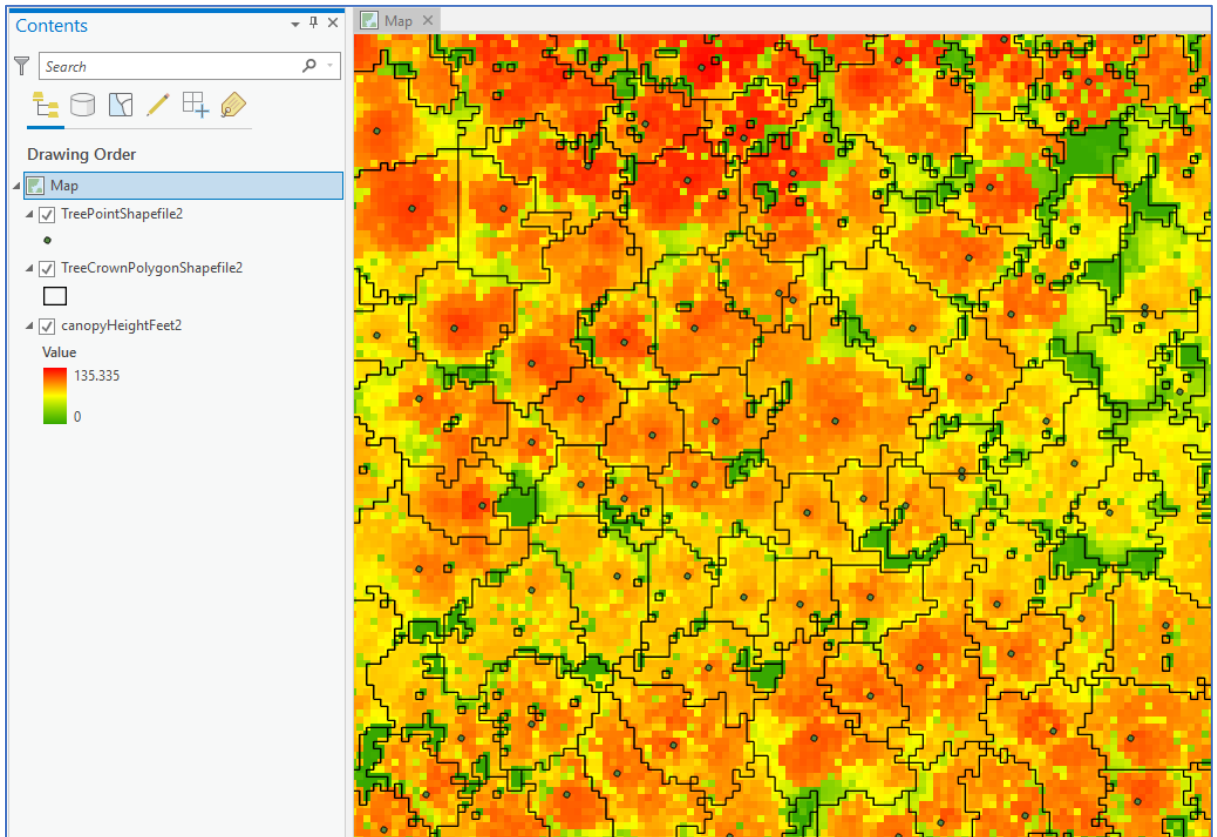 Contents
Map
Search
Drawing Order
Map
TreePointShapefile2
TreeCrownPolygonShapefile2
canopyHeightFeet2
Value
135.335
0